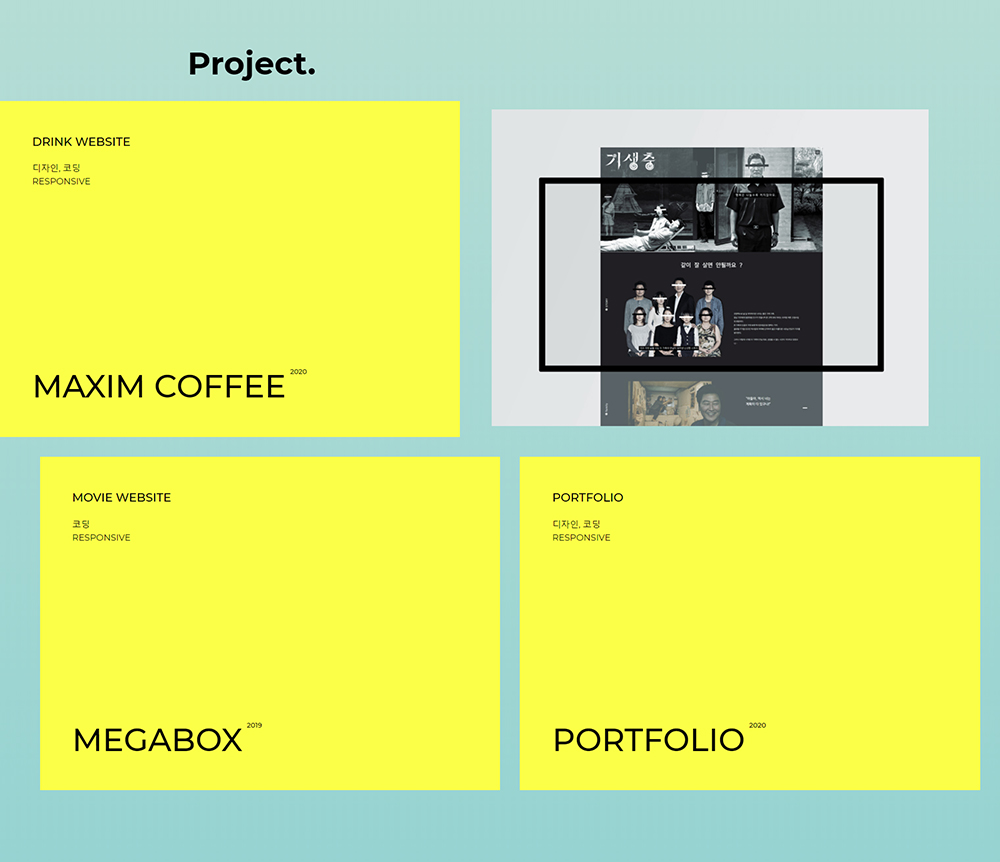 Project.
DRINK WEBSITE
디자인, 코딩
RESPONSIVE
MAXIM COFFEE 2020
기생충
같이 잘 살면 안될까요 ?
MOVIE WEBSITE
코딩
RESPONSIVE
MEGABOX 2019
PORTFOLIO
디자인, 코딩
RESPONSIVE
PORTFOLIO 2020